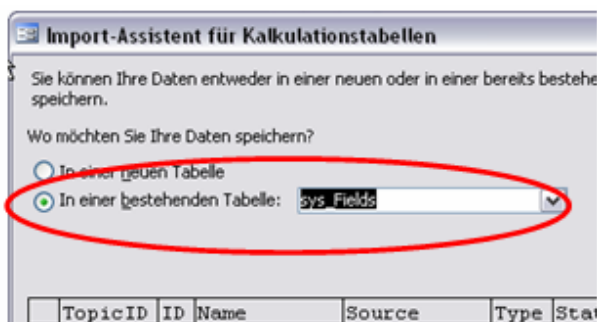 Import-Assistent für Kalkulationstabellen
Sie können Ihre Daten entweder in einer neuen oder in einer bereits bestehe
speichern.
Wo möchten Sie Ihre Daten speichern?
In einer neuen Tabelle
In einer bestehenden Tabelle: sys_Fields
TopicID ID Name Source Type Stat